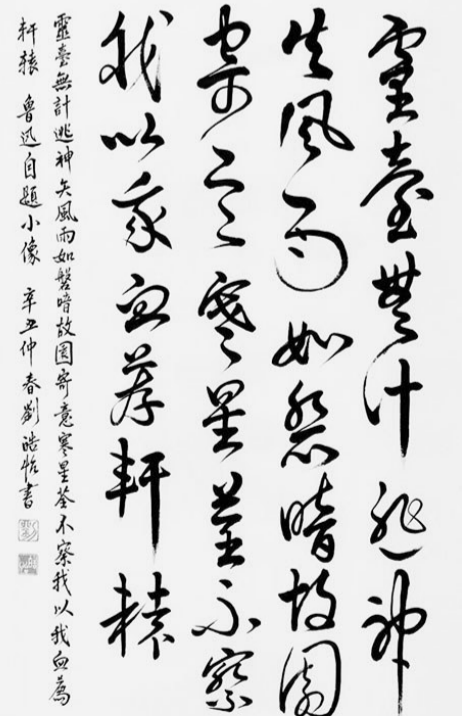 靈臺無計逃神
矢風雨如磐暗故園
寄意寒星荃不察
我以我血荐軒轅
靈臺無計逃神矢風雨如磐暗故園寄意寒星荃不察我以我血薦
軒轅 魯迅自題小像 辛丑仲春劉皓怡書